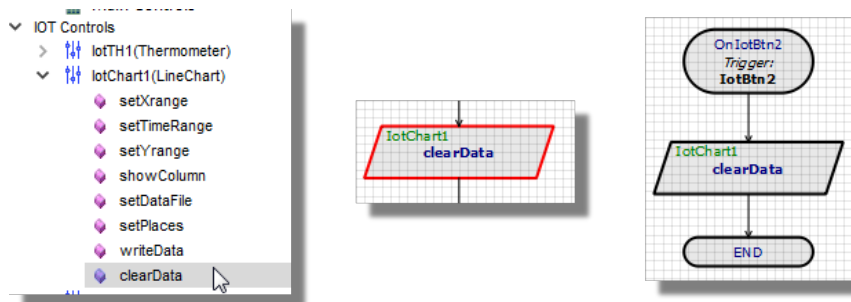 IOT Controls
IotTH1(Thermometer)
IotChart1(LineChart)
setXrange
setTimeRange
setYrange
showColumn
setDataFile
setPlaces
writeData
clearData
IotChart1
clearData
OnIotBtn2
Trigger:
IotBtn2
IotChart1
clearData
END